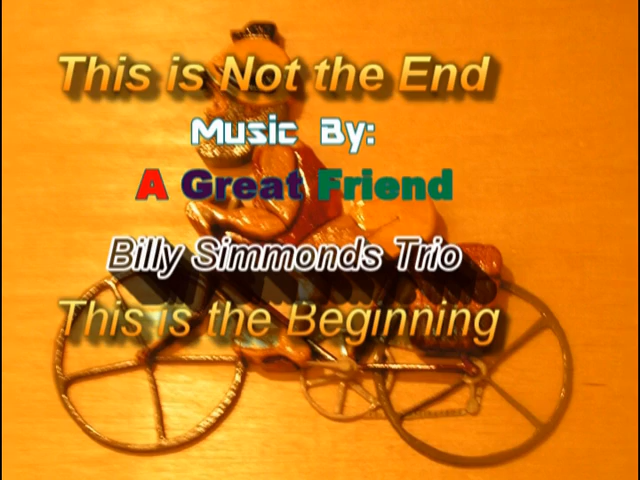 This is Not the End
Music By:
A Great Friend
Billy Simmonds Trio
This is the Beginning